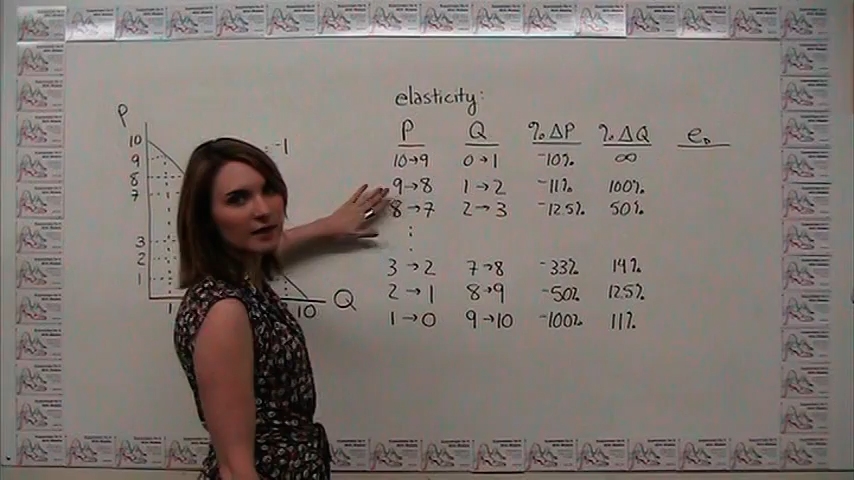 elasticity:
P
P Q %ΔP %ΔQ e_D
10 = -1
10→9 0→1 -10% ∞
9
9→8 1→2 -11% 100%
8
7
8→7 2→3 -12.5% 50%
⋮
3
2
3→2 7→8 -33% 14%
1
2→1 8→9 -50% 12.5%
1 10 Q
1→0 9→10 -100% 11%